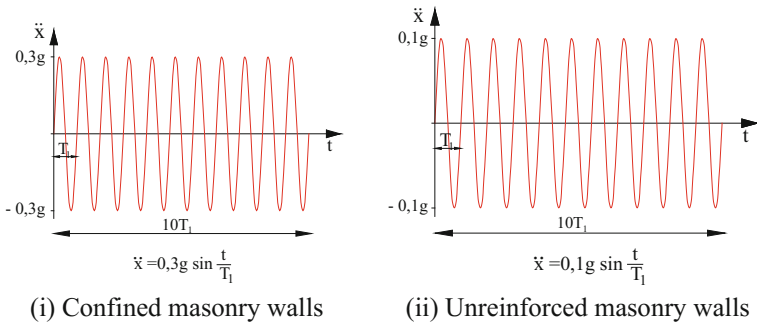 ẍ
0,3g
T₁
t
- 0,3g
10T₁
ẍ =0,3g sin t/T₁
(i) Confined masonry walls
ẍ
0,1g
T₁
t
- 0,1g
10T₁
ẍ =0,1g sin t/T₁
(ii) Unreinforced masonry walls